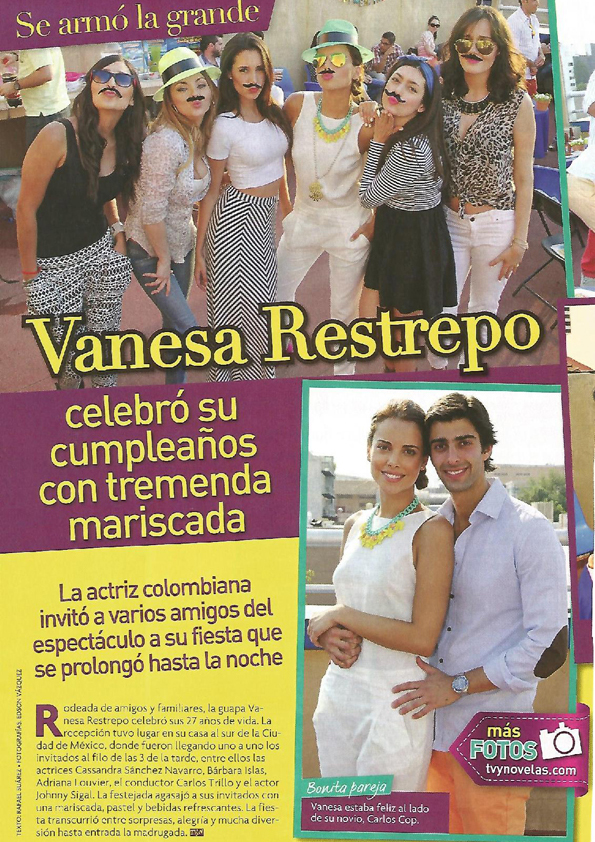 Se armó la grande
Vanesa Restrepo
celebró su
cumpleaños
con tremenda
mariscada
La actriz colombiana
invitó a varios amigos del
espectáculo a su fiesta que
se prolongó hasta la noche
TEXTO: RAFAEL SUÁREZ • FOTOGRAFÍAS: EDSON VÁZQUEZ
Rodeada de amigos y familiares, la guapa Va-
nesa Restrepo celebró sus 27 años de vida. La
recepción tuvo lugar en su casa al sur de la Ciu-
dad de México, donde fueron llegando uno a uno los
invitados al filo de las 3 de la tarde, entre ellos las
actrices Cassandra Sánchez Navarro, Bárbara Islas,
Adriana Louvier, el conductor Carlos Trillo y el actor
Johnny Sigal. La festejada agasajó a sus invitados con
una mariscada, pastel y bebidas refrescantes. La fies-
ta transcurrió entre sorpresas, alegría y mucha diver-
sión hasta entrada la madrugada.
más
FOTOS
tvynovelas.com
Bonita pareja
Vanesa estaba feliz al lado
de su novio, Carlos Cop.